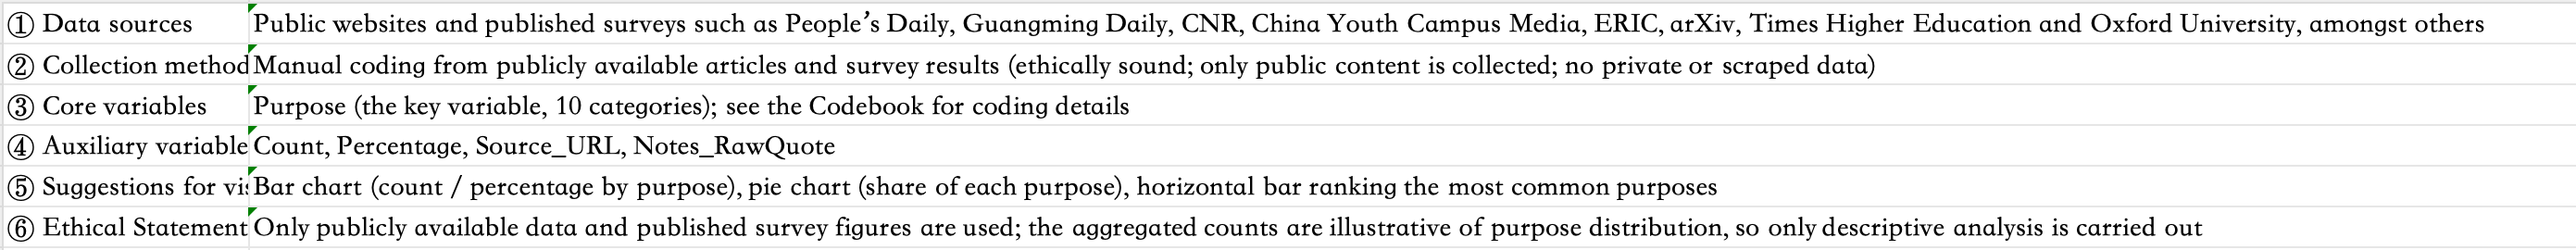 ① Data sources Public websites and published surveys such as People’s Daily, Guangming Daily, CNR, China Youth Campus Media, ERIC, arXiv, Times Higher Education and Oxford University, amongst others
② Collection method Manual coding from publicly available articles and survey results (ethically sound; only public content is collected; no private or scraped data)
③ Core variables Purpose (the key variable, 10 categories); see the Codebook for coding details
④ Auxiliary variable Count, Percentage, Source_URL, Notes_RawQuote
⑤ Suggestions for Bar chart (count / percentage by purpose), pie chart (share of each purpose), horizontal bar ranking the most common purposes
⑥ Ethical Statement Only publicly available data and published survey figures are used; the aggregated counts are illustrative of purpose distribution, so only descriptive analysis is carried out